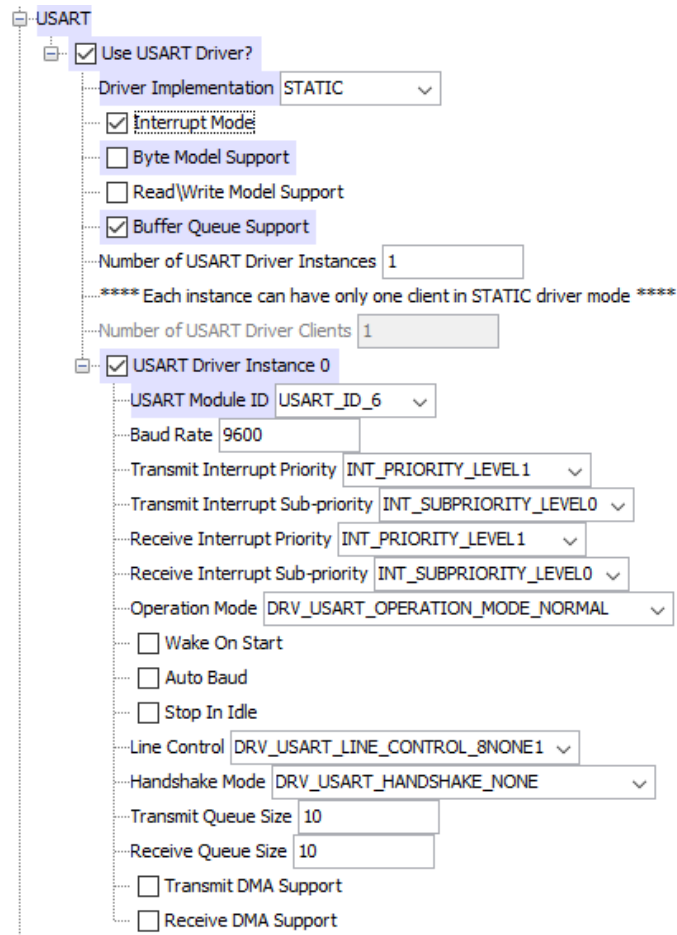 USART
Use USART Driver?
Driver Implementation STATIC
Interrupt Mode
Byte Model Support
Read\Write Model Support
Buffer Queue Support
Number of USART Driver Instances 1
**** Each instance can have only one client in STATIC driver mode ****
Number of USART Driver Clients 1
USART Driver Instance 0
USART Module ID USART_ID_6
Baud Rate 9600
Transmit Interrupt Priority INT_PRIORITY_LEVEL1
Transmit Interrupt Sub-priority INT_SUBPRIORITY_LEVEL0
Receive Interrupt Priority INT_PRIORITY_LEVEL1
Receive Interrupt Sub-priority INT_SUBPRIORITY_LEVEL0
Operation Mode DRV_USART_OPERATION_MODE_NORMAL
Wake On Start
Auto Baud
Stop In Idle
Line Control DRV_USART_LINE_CONTROL_8NONE1
Handshake Mode DRV_USART_HANDSHAKE_NONE
Transmit Queue Size 10
Receive Queue Size 10
Transmit DMA Support
Receive DMA Support